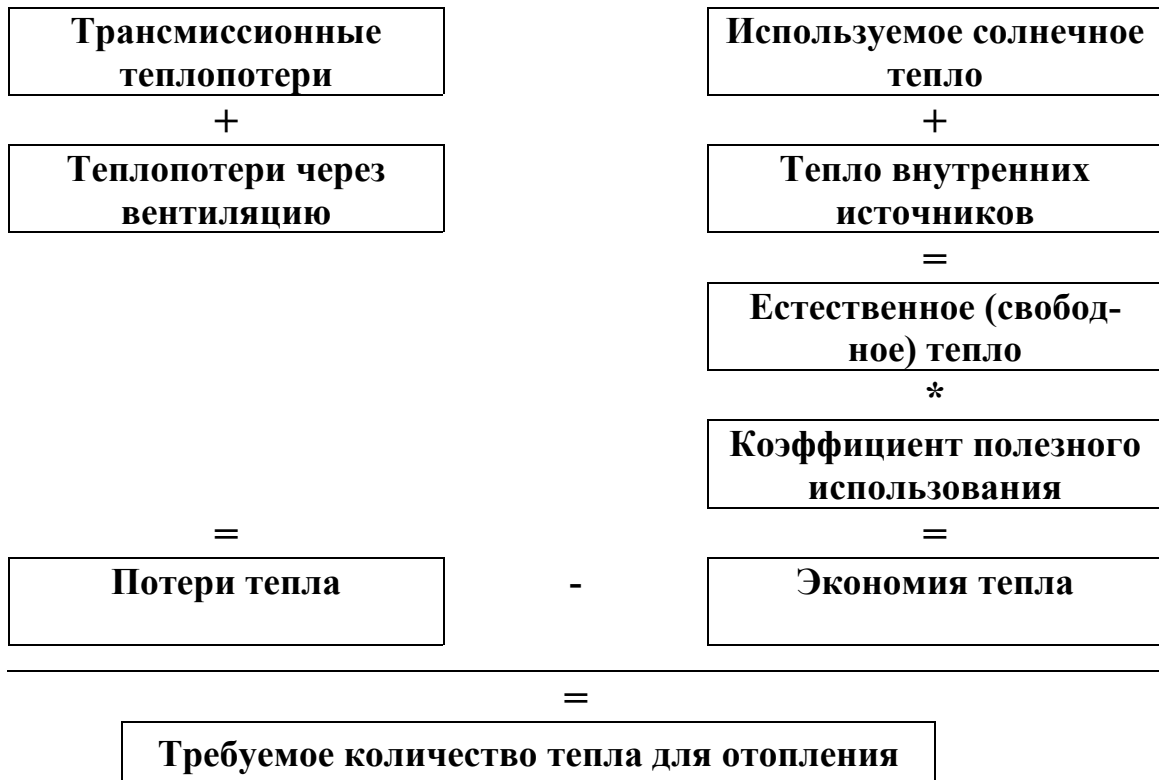 Трансмиссионные
теплопотери
Используемое солнечное
тепло
+
+
Теплопотери через
вентиляцию
Тепло внутренних
источников
=
Естественное (свобод-
ное) тепло
*
Коэффициент полезного
использования
=
=
Потери тепла
-
Экономия тепла
=
Требуемое количество тепла для отопления